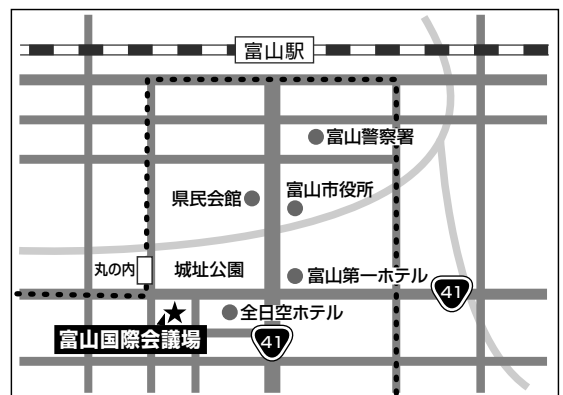 富山駅
富山警察署
県民会館
富山市役所
丸の内
城址公園
富山第一ホテル
41
全日空ホテル
富山国際会議場
41